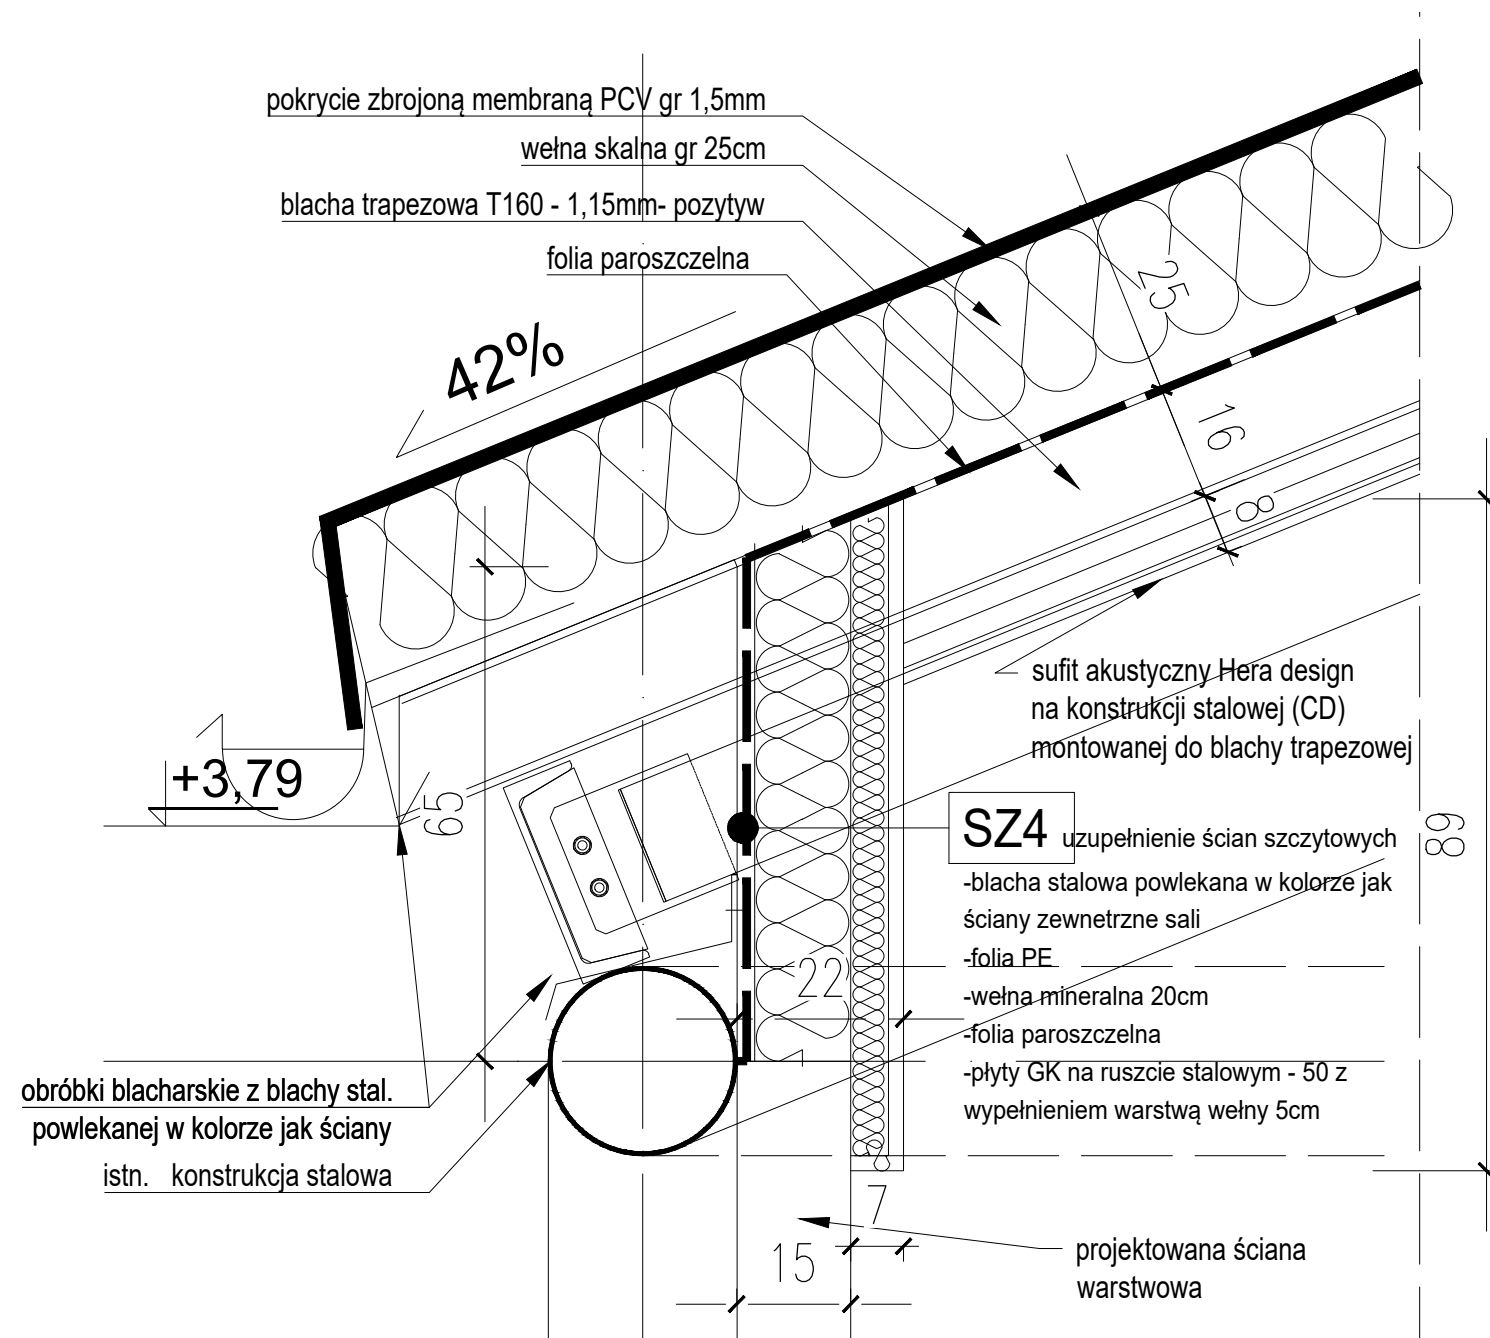 pokrycie zbrojoną membraną PCV gr 1,5mm
wełna skalna gr 25cm
blacha trapezowa T160 - 1,15mm- pozytyw
folia paroszczelna
42%
25
16
8
+3,79
65
sufit akustyczny Hera design
na konstrukcji stalowej (CD)
montowanej do blachy trapezowej
SZ4 uzupełnienie ścian szczytowych
-blacha stalowa powlekana w kolorze jak
ściany zewnetrzne sali
-folia PE
-wełna mineralna 20cm
-folia paroszczelna
-płyty GK na ruszcie stalowym - 50 z
wypełnieniem warstwą wełny 5cm
89
22
obróbki blacharskie z blachy stal.
powlekanej w kolorze jak ściany
istn. konstrukcja stalowa
7
15
projektowana ściana
warstwowa